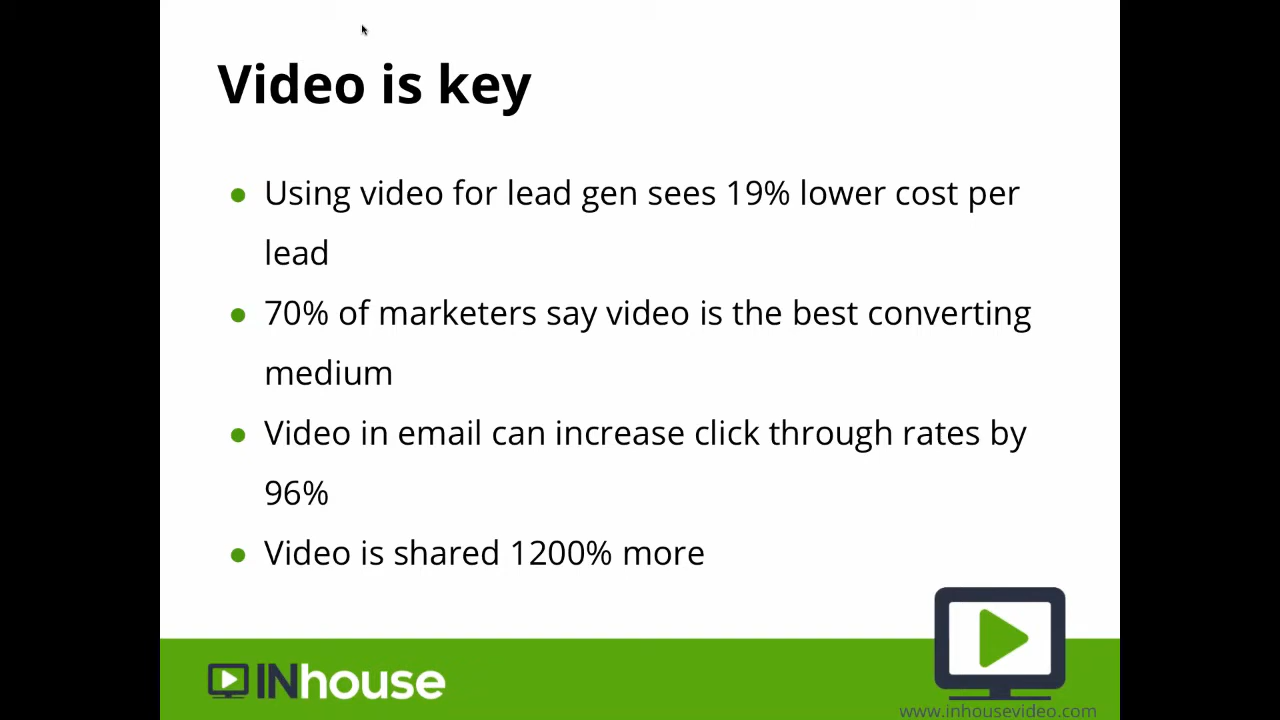 Video is key
Using video for lead gen sees 19% lower cost per
lead
70% of marketers say video is the best converting
medium
Video in email can increase click through rates by
96%
Video is shared 1200% more
INhouse
www.inhousevideo.com